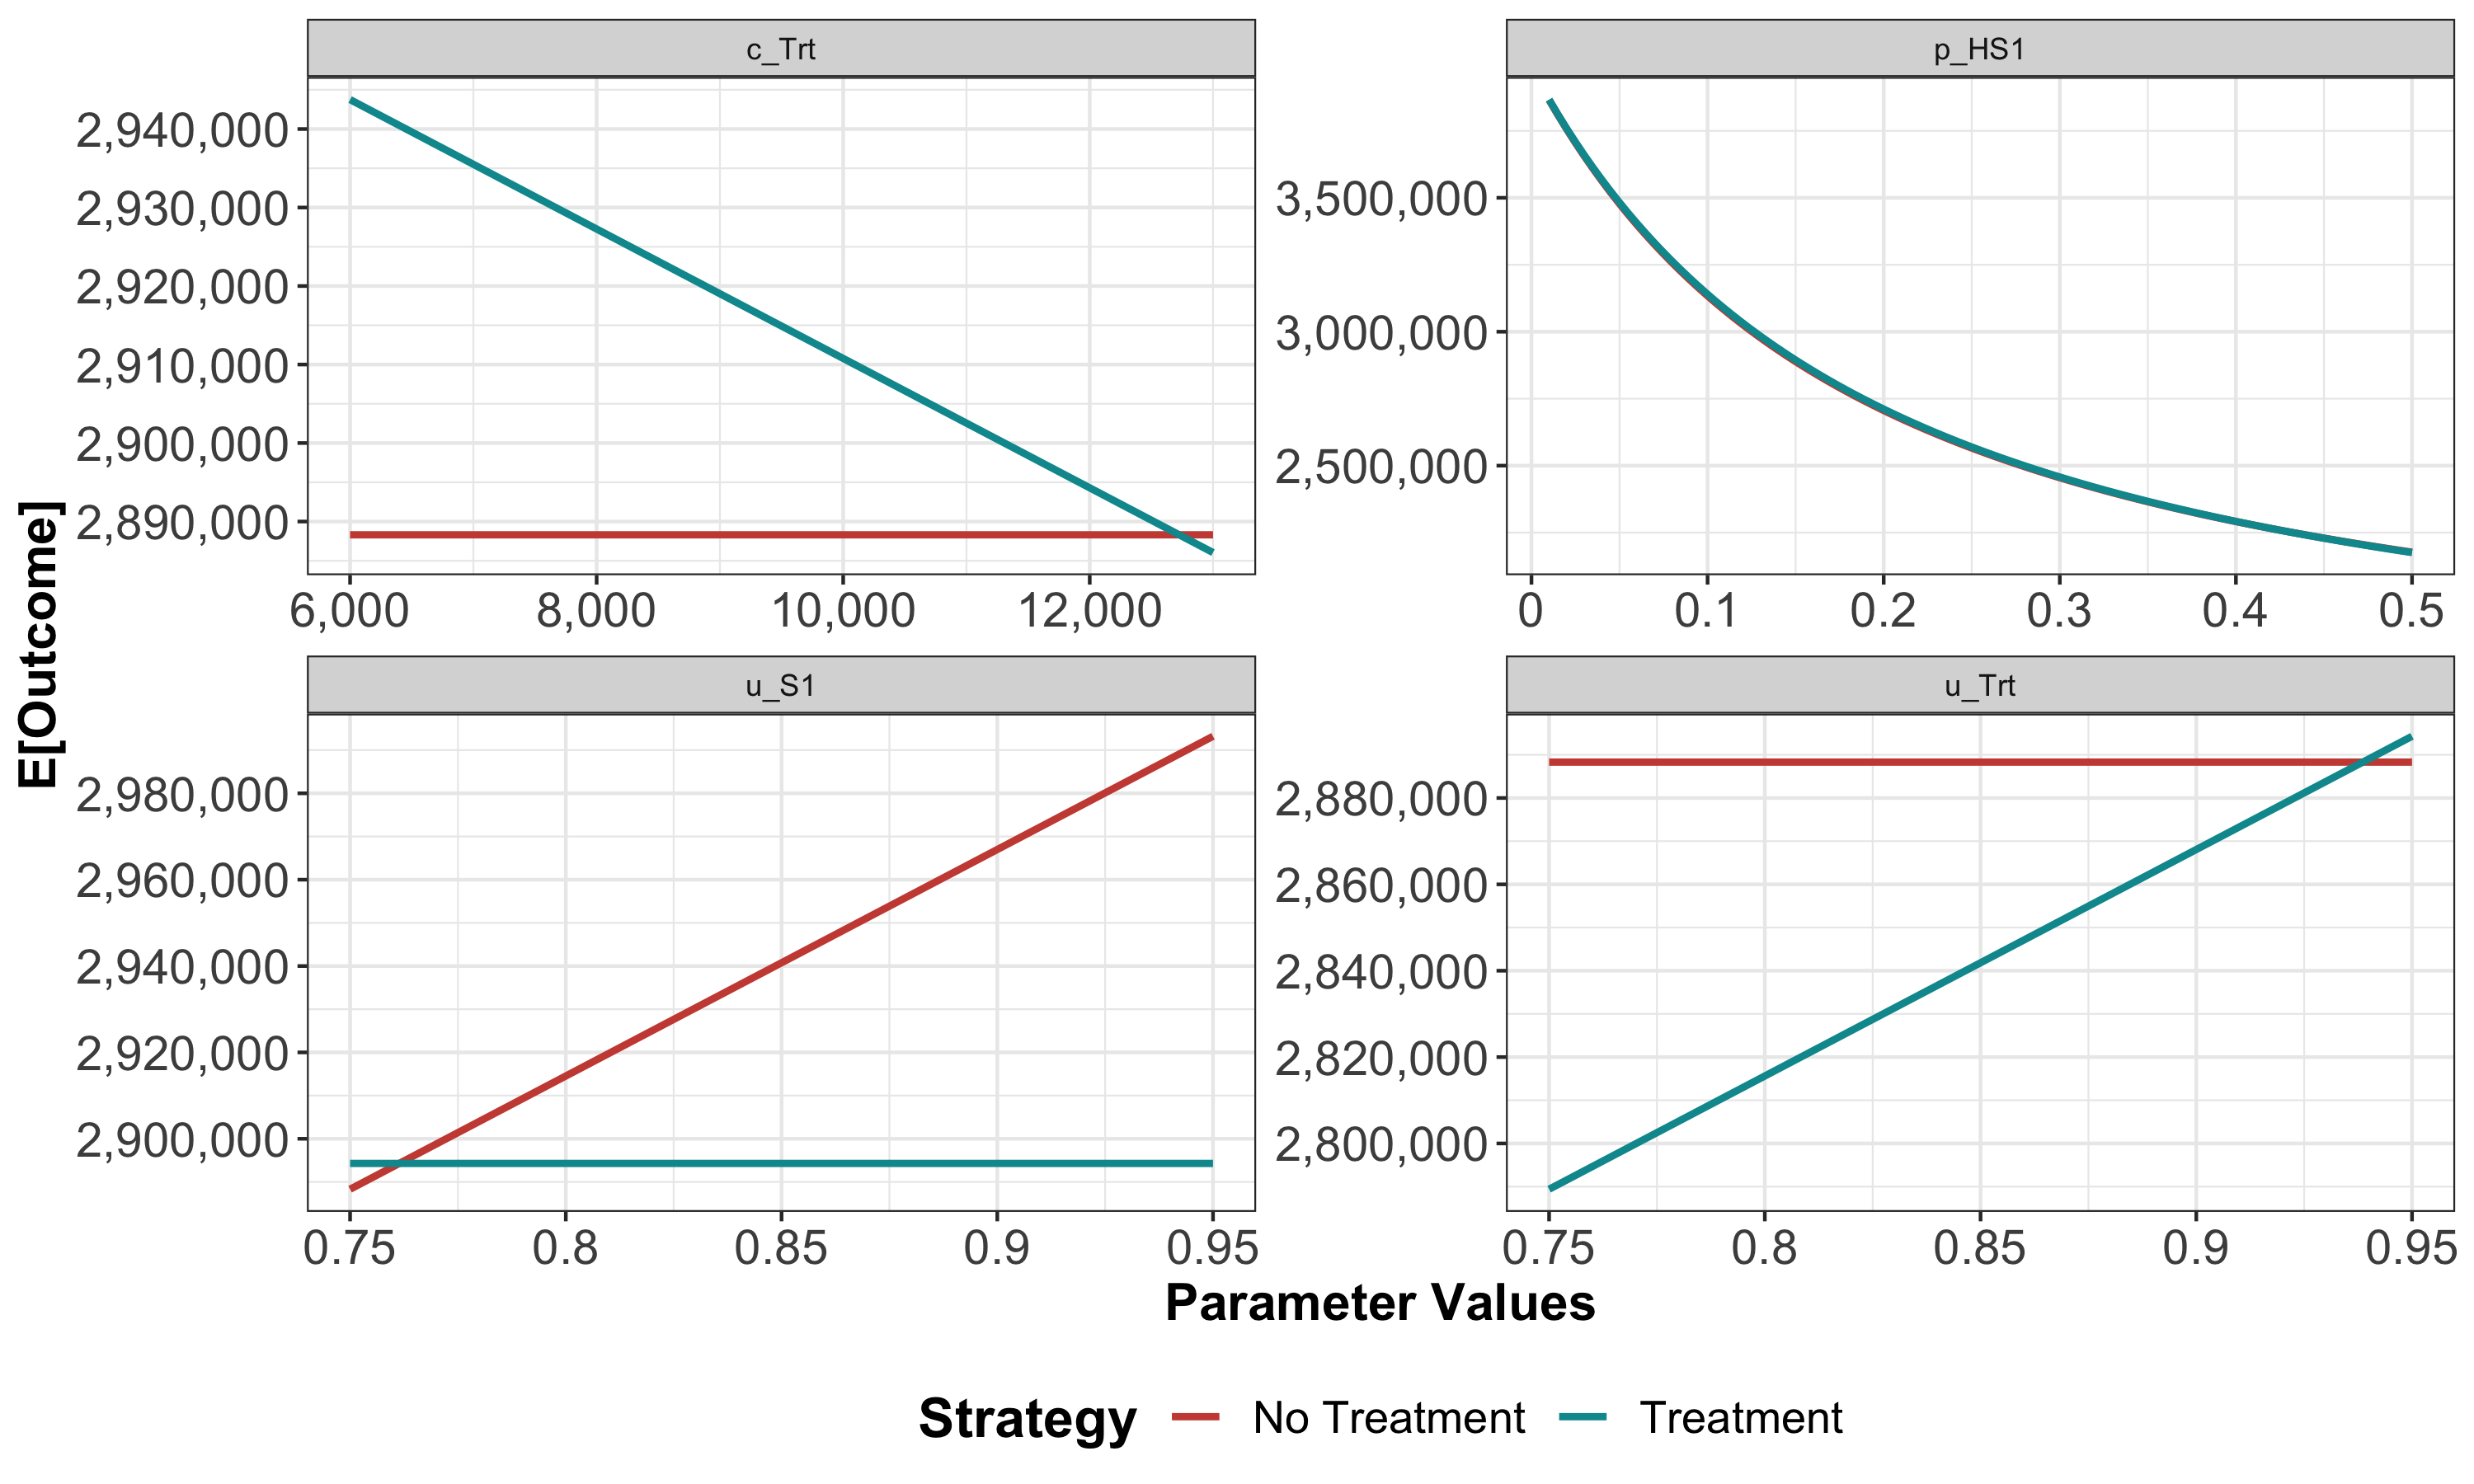 c_Trt
2,940,000
2,930,000
2,920,000
2,910,000
2,900,000
2,890,000
6,000 8,000 10,000 12,000
p_HS1
3,500,000
3,000,000
2,500,000
0 0.1 0.2 0.3 0.4 0.5
u_S1
2,980,000
2,960,000
2,940,000
2,920,000
2,900,000
0.75 0.8 0.85 0.9 0.95
u_Trt
2,880,000
2,860,000
2,840,000
2,820,000
2,800,000
0.75 0.8 0.85 0.9 0.95
E[Outcome]
Parameter Values
Strategy No Treatment Treatment